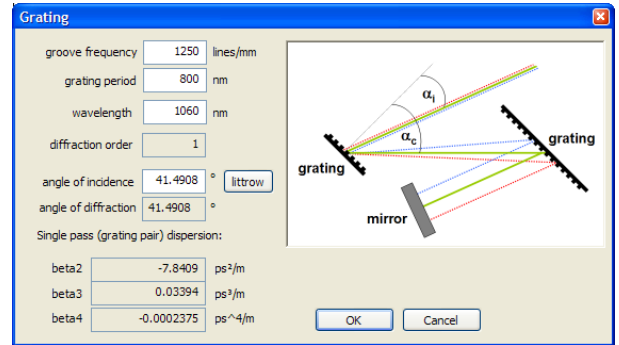 Grating
groove frequency 1250 lines/mm
grating period 800 nm
wavelength 1060 nm
diffraction order 1
angle of incidence 41.4908 ° littrow
angle of diffraction 41.4908 °
Single pass (grating pair) dispersion:
beta2 -7.8409 ps²/m
beta3 0.03394 ps³/m
beta4 -0.0002375 ps^4/m
αi
αc
grating
grating
mirror
OK Cancel